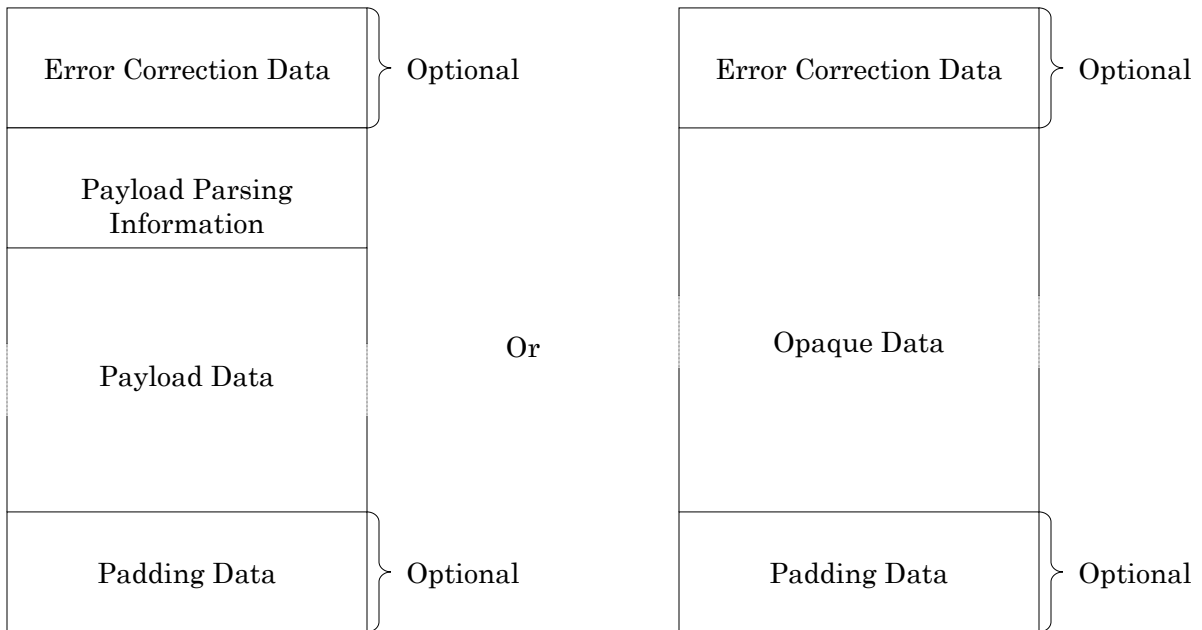 Error Correction Data
Optional
Error Correction Data
Optional
Payload Parsing
Information
Payload Data
Or
Opaque Data
Padding Data
Optional
Padding Data
Optional